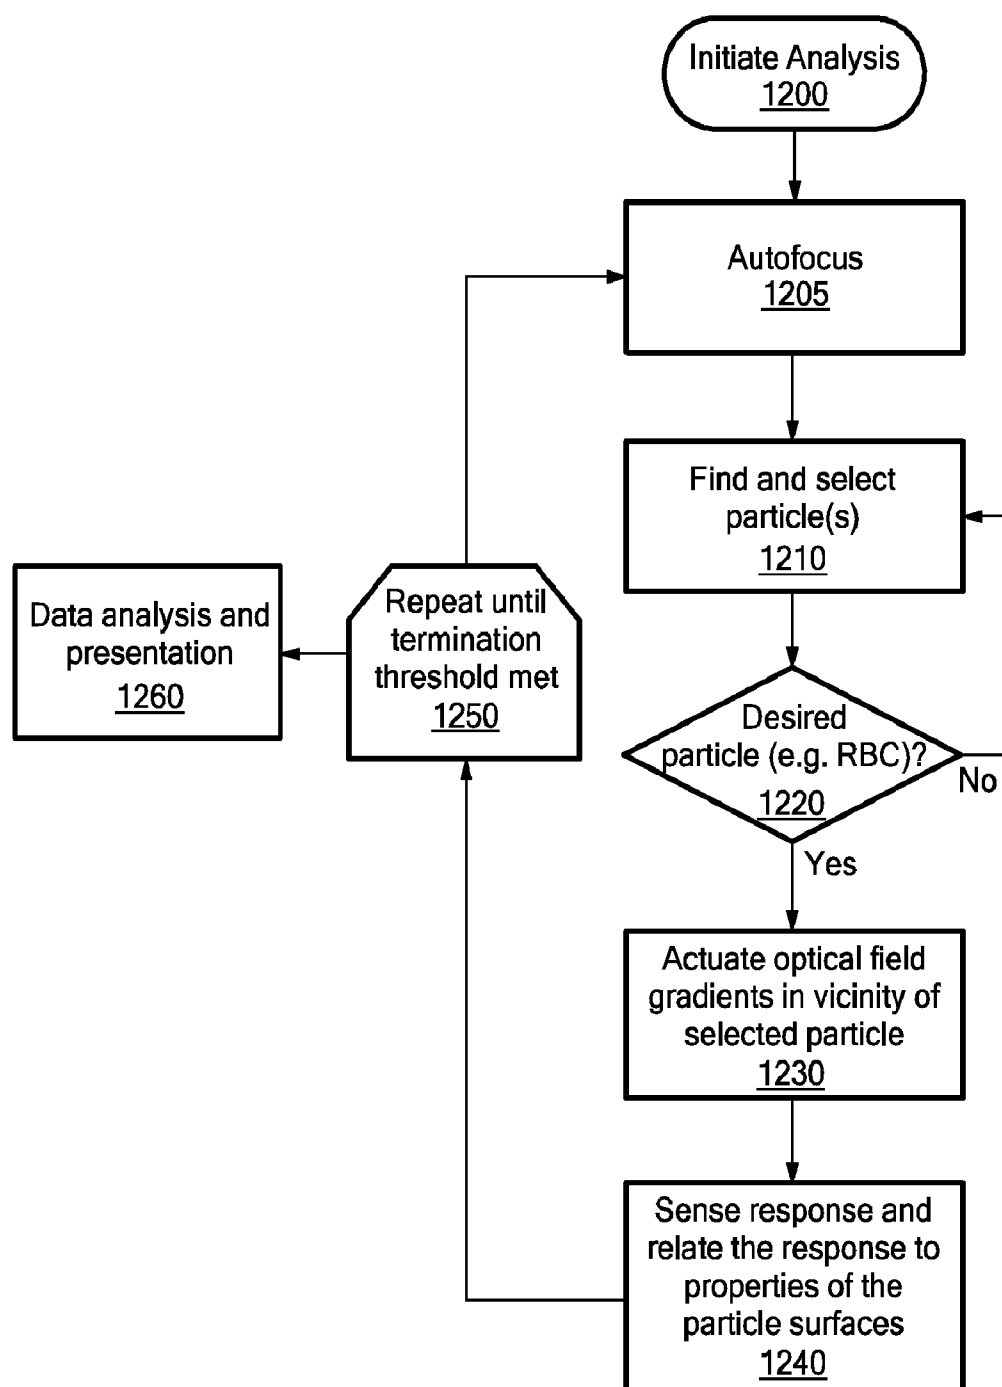 Initiate Analysis
1200
Autofocus
1205
Find and select
particle(s)
1210
Desired
particle (e.g. RBC)?
1220
No
Yes
Actuate optical field
gradients in vicinity of
selected particle
1230
Sense response and
relate the response to
properties of the
particle surfaces
1240
Repeat until
termination
threshold met
1250
Data analysis and
presentation
1260